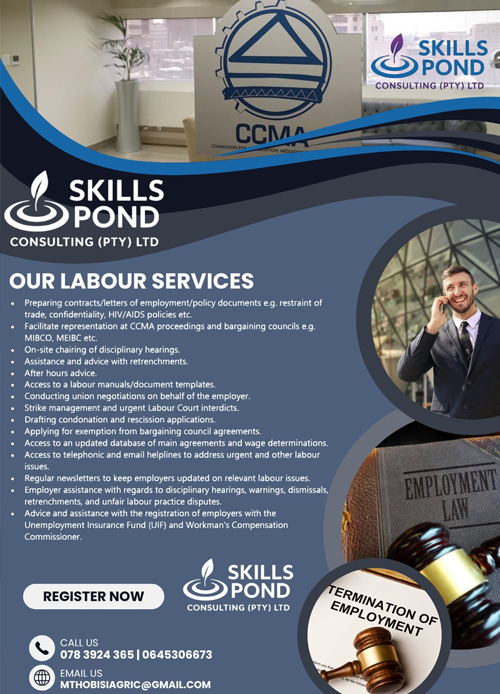 SKILLS
POND
CONSULTING (PTY) LTD
CCMA
SKILLS
POND
CONSULTING (PTY) LTD
OUR LABOUR SERVICES
• Preparing contracts/letters of employment/policy documents e.g. restraint of
trade, confidentiality, HIV/AIDS policies etc.
• Facilitate representation at CCMA proceedings and bargaining councils e.g.
MIBCO, MEIBC etc.
• On-site chairing of disciplinary hearings.
• Assistance and advice with retrenchments.
• After hours advice.
• Access to a labour manuals/document templates.
• Conducting union negotiations on behalf of the employer.
• Strike management and urgent Labour Court interdicts.
• Drafting condonation and rescission applications.
• Applying for exemption from bargaining council agreements.
• Access to an updated database of main agreements and wage determinations.
• Access to telephonic and email helplines to address urgent and other labour
issues.
• Regular newsletters to keep employers updated on relevant labour issues.
• Employer assistance with regards to disciplinary hearings, warnings, dismissals,
retrenchments, and unfair labour practice disputes.
• Advice and assistance with the registration of employers with the
Unemployment Insurance Fund (UIF) and Workman's Compensation
Commissioner.
EMPLOYMENT
LAW
TERMINATION OF
EMPLOYMENT
REGISTER NOW
SKILLS
POND
CONSULTING (PTY) LTD
CALL US
078 3924 365 | 0645306673
EMAIL US
MTHOBISIAGRIC@GMAIL.COM